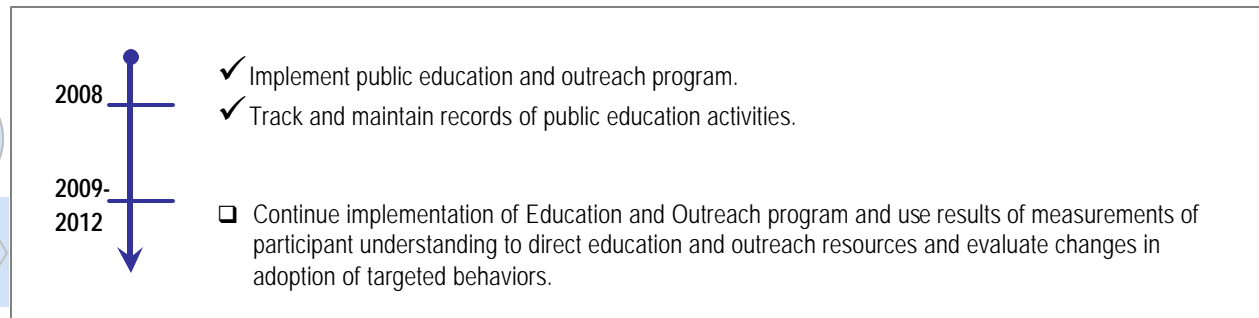 2008
✓ Implement public education and outreach program.
✓ Track and maintain records of public education activities.
2009-
2012
❑ Continue implementation of Education and Outreach program and use results of measurements of
participant understanding to direct education and outreach resources and evaluate changes in
adoption of targeted behaviors.